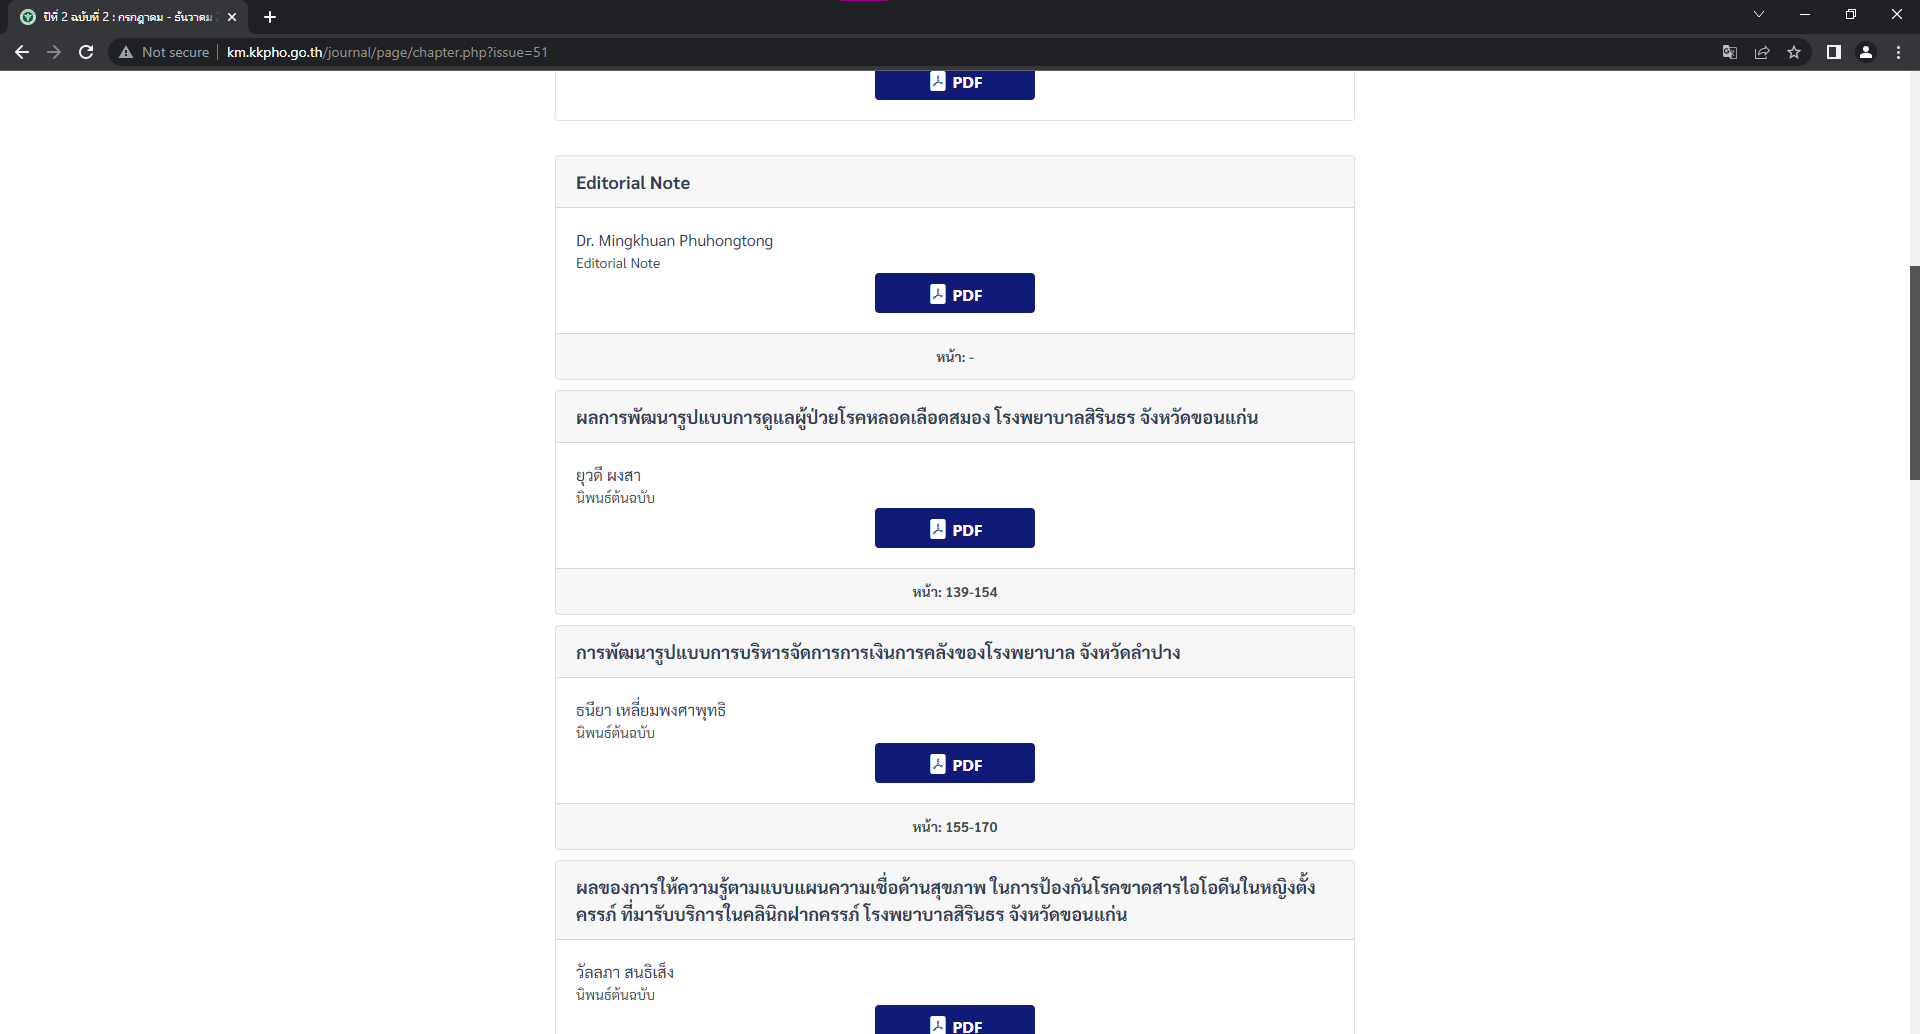 ปีที่ 2 ฉบับที่ 2 : กรกฎาคม - ธันวาคม
Not secure
km.kkpho.go.th/journal/page/chapter.php?issue=51
PDF
Editorial Note
Dr. Mingkhuan Phuhongtong
Editorial Note
PDF
หน้า: -
ผลการพัฒนารูปแบบการดูแลผู้ป่วยโรคหลอดเลือดสมอง โรงพยาบาลสิรินธร จังหวัดขอนแก่น
ยุวดี ผงสา
นิพนธ์ต้นฉบับ
PDF
หน้า: 139-154
การพัฒนารูปแบบการบริหารจัดการการเงินการคลังของโรงพยาบาล จังหวัดลำปาง
ธนียา เหลี่ยมพงศาพุทธิ
นิพนธ์ต้นฉบับ
PDF
หน้า: 155-170
ผลของการให้ความรู้ตามแบบแผนความเชื่อด้านสุขภาพ ในการป้องกันโรคขาดสารไอโอดีนในหญิงตั้ง
ครรภ์ ที่มารับบริการในคลินิกฝากครรภ์ โรงพยาบาลสิรินธร จังหวัดขอนแก่น
วัลลภา สนธิเส็ง
นิพนธ์ต้นฉบับ
PDF